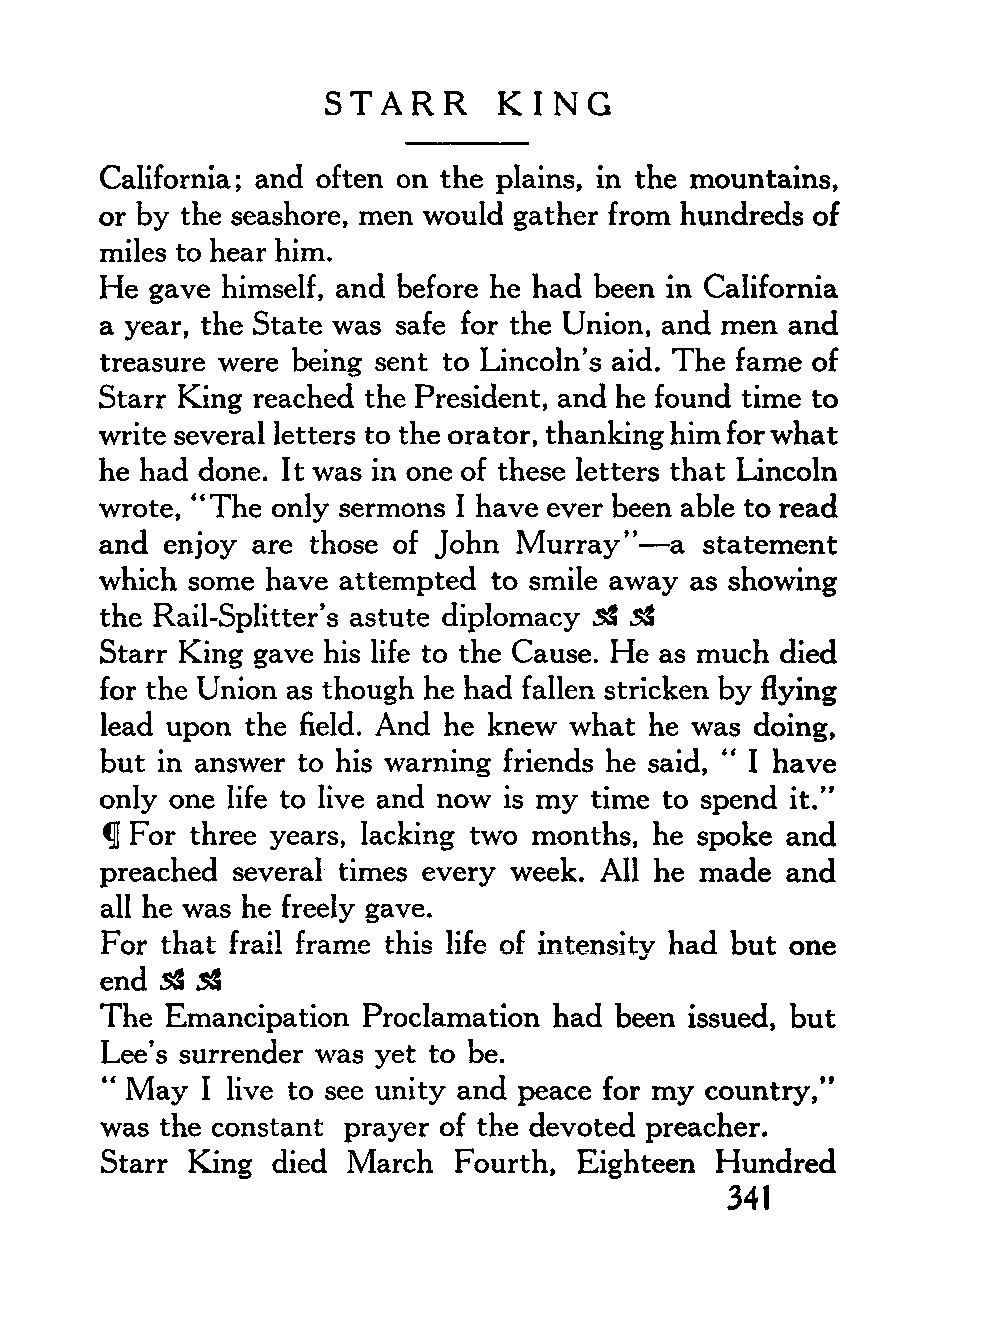 STARR KING
California; and often on the plains, in the mountains,
or by the seashore, men would gather from hundreds of
miles to hear him.
He gave himself, and before he had been in California
a year, the State was safe for the Union, and men and
treasure were being sent to Lincoln's aid. The fame of
Starr King reached the President, and he found time to
write several letters to the orator, thanking him for what
he had done. It was in one of these letters that Lincoln
wrote, "The only sermons I have ever been able to read
and enjoy are those of John Murray"—a statement
which some have attempted to smile away as showing
the Rail-Splitter's astute diplomacy
Starr King gave his life to the Cause. He as much died
for the Union as though he had fallen stricken by flying
lead upon the field. And he knew what he was doing,
but in answer to his warning friends he said, " I have
only one life to live and now is my time to spend it."
¶ For three years, lacking two months, he spoke and
preached several times every week. All he made and
all he was he freely gave.
For that frail frame this life of intensity had but one
end
The Emancipation Proclamation had been issued, but
Lee's surrender was yet to be.
" May I live to see unity and peace for my country,"
was the constant prayer of the devoted preacher.
Starr King died March Fourth, Eighteen Hundred
341